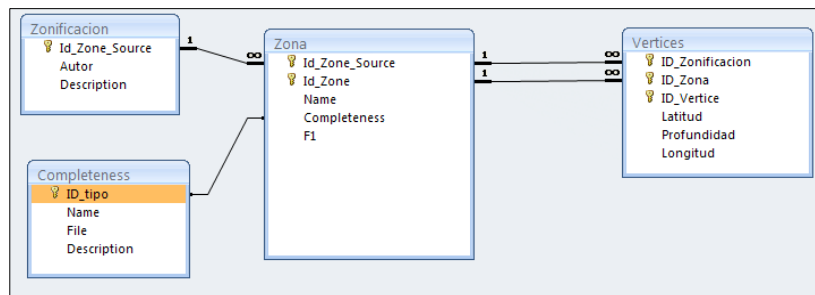 Zonificacion
Id_Zone_Source
Autor
Description
1
∞
Zona
Id_Zone_Source
Id_Zone
Name
Completeness
F1
1
∞
1
∞
Vertices
ID_Zonificacion
ID_Zona
ID_Vertice
Latitud
Profundidad
Longitud
Completeness
ID_tipo
Name
File
Description